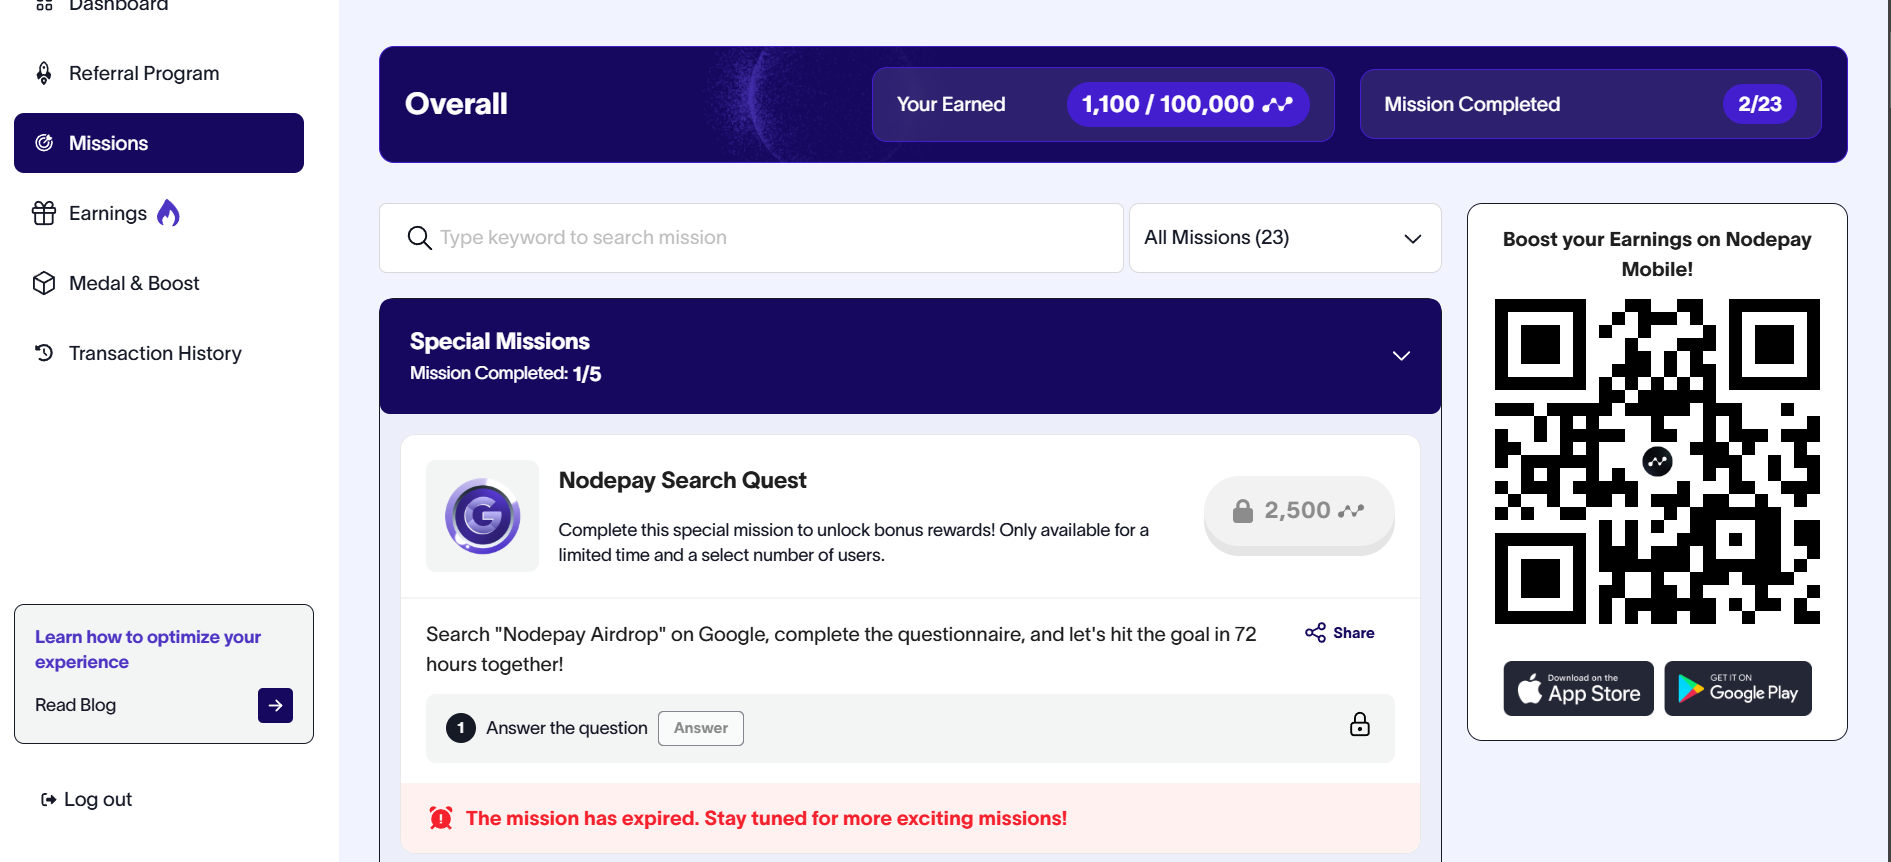 Dashboard
Referral Program
Missions
Earnings
Medal & Boost
Transaction History
Learn how to optimize your
experience
Read Blog
Log out
Overall
Your Earned
1,100 / 100,000
Mission Completed
2/23
Type keyword to search mission
All Missions (23)
Special Missions
Mission Completed: 1/5
Nodepay Search Quest
Complete this special mission to unlock bonus rewards! Only available for a
limited time and a select number of users.
2,500
Search "Nodepay Airdrop" on Google, complete the questionnaire, and let's hit the goal in 72
hours together!
Share
1 Answer the question Answer
The mission has expired. Stay tuned for more exciting missions!
Boost your Earnings on Nodepay
Mobile!
Download on the
App Store
GET IT ON
Google Play